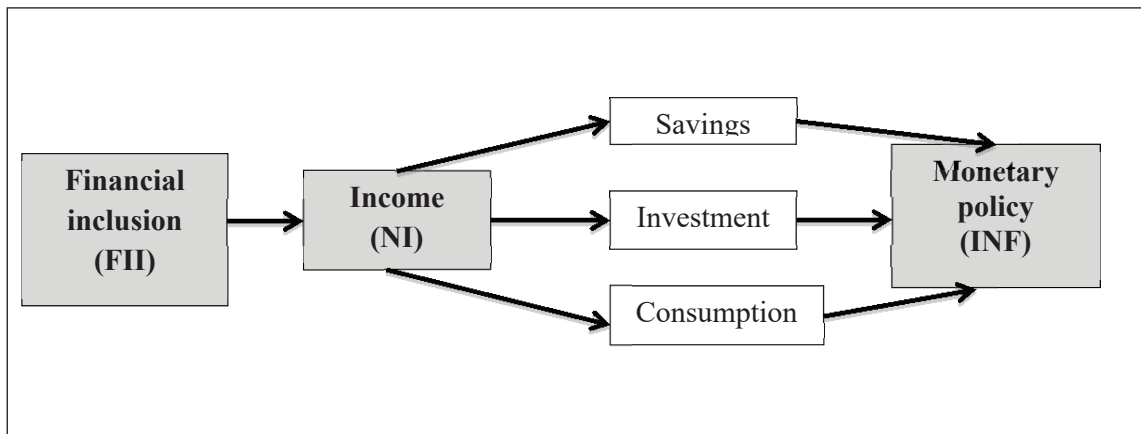 Financial
inclusion
(FII)
Income
(NI)
Savings
Investment
Consumption
Monetary
policy
(INF)